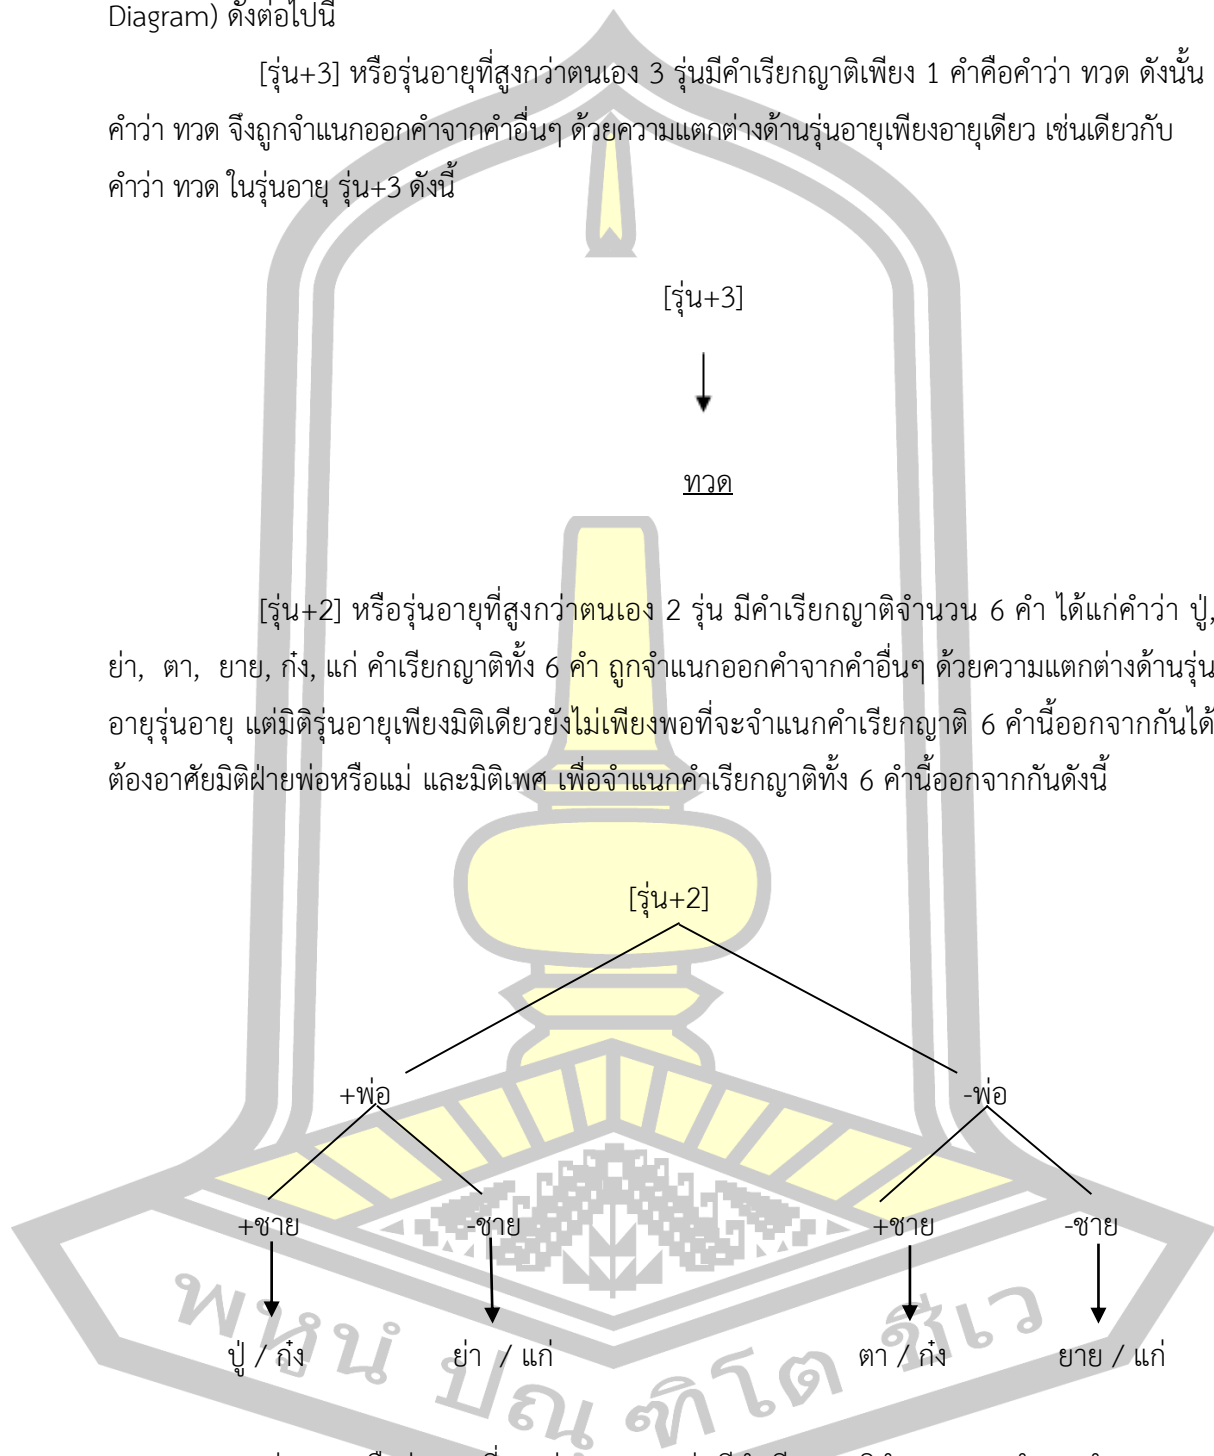 Diagram) ดังต่อไปนี้
[รุ่น+3] หรือรุ่นอายุที่สูงกว่าตนเอง 3 รุ่นมีคำเรียกญาติเพียง 1 คำคือคำว่า ทวด ดังนั้น
คำว่า ทวด จึงถูกจำแนกออกคำจากคำอื่นๆ ด้วยความแตกต่างด้านรุ่นอายุเพียงอายุเดียว เช่นเดียวกับ
คำว่า ทวด ในรุ่นอายุ รุ่น+3 ดังนี้
[รุ่น+3]
ทวด
[รุ่น+2] หรือรุ่นอายุที่สูงกว่าตนเอง 2 รุ่น มีคำเรียกญาติจำนวน 6 คำ ได้แก่คำว่า ปู่,
ย่า, ตา, ยาย, ก๋ง, แก่ คำเรียกญาติทั้ง 6 คำ ถูกจำแนกออกคำจากคำอื่นๆ ด้วยความแตกต่างด้านรุ่น
อายุรุ่นอายุ แต่มิติรุ่นอายุเพียงมิติเดียวยังไม่เพียงพอที่จะจำแนกคำเรียกญาติ 6 คำนี้ออกจากกันได้
ต้องอาศัยมิติฝ่ายพ่อหรือแม่ และมิติเพศ เพื่อจำแนกคำเรียกญาติทั้ง 6 คำนี้ออกจากกันดังนี้
[รุ่น+2]
+พ่อ -พ่อ
+ชาย -ชาย +ชาย -ชาย
ปู่ / ก๋ง ย่า / แก่ ตา / ก๋ง ยาย / แก่
พหุนํ ปณฺฑิโต ชีเว